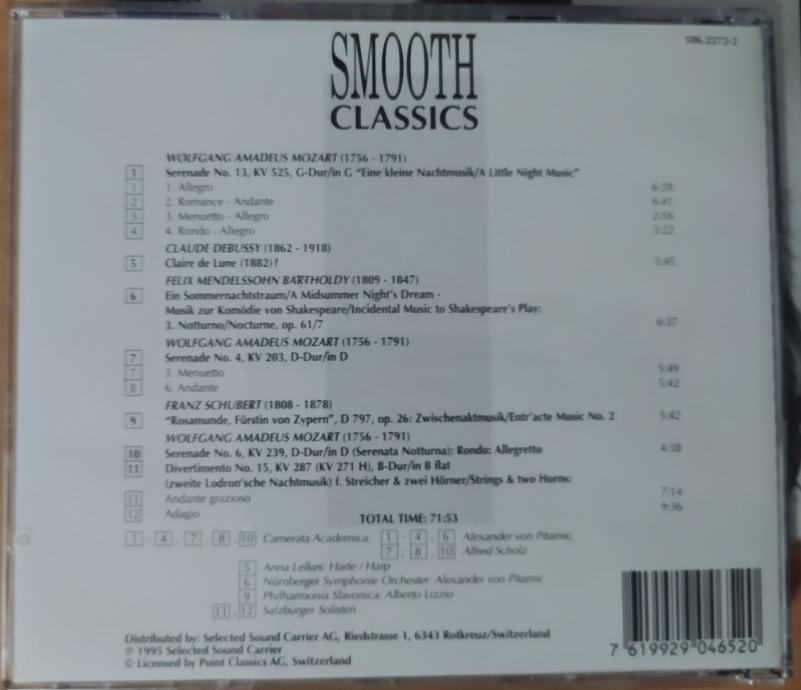 506.2272-2
SMOOTH
CLASSICS
WOLFGANG AMADEUS MOZART (1756 - 1791)
1 Serenade No. 13, KV 525, G-Dur/in G "Eine kleine Nachtmusik/A Little Night Music"
1 1. Allegro 6:28
2 2. Romance - Andante 6:41
3 3. Menuetto - Allegro 2:16
4 4. Rondo - Allegro 3:22
CLAUDE DEBUSSY (1862 - 1918)
5 Claire de Lune (1882)? 5:45
FELIX MENDELSSOHN BARTHOLDY (1809 - 1847)
6 Ein Sommernachtstraum/A Midsummer Night's Dream -
Musik zur Komödie von Shakespeare/Incidental Music to Shakespeare's Play:
3. Notturno/Nocturne, op. 61/7 6:37
WOLFGANG AMADEUS MOZART (1756 - 1791)
7 Serenade No. 4, KV 203, D-Dur/in D
7 3. Menuetto 5:49
8 6. Andante 5:42
FRANZ SCHUBERT (1808 - 1878)
9 "Rosamunde, Fürstin von Zypern", D 797, op. 26: Zwischenaktmusik/Entr'acte Music No. 2 5:42
WOLFGANG AMADEUS MOZART (1756 - 1791)
10 Serenade No. 6, KV 239, D-Dur/in D (Serenata Notturna): Rondo: Allegretto 4:38
11 Divertimento No. 15, KV 287 (KV 271 H), B-Dur/in B flat
(zweite Lodron'sche Nachtmusik) f. Streicher & zwei Hörner/Strings & two Horns:
11 Andante grazioso 7:14
12 Adagio 9:36
TOTAL TIME: 71:53
1 - 4, 7, 8, 10 Camerata Academica: 1 - 4, 6 Alexander von Pitamic,
7, 8, 10 Alfred Scholz
5 Anna Lelkes: Harfe / Harp
6 Nürnberger Symphonie Orchester: Alexander von Pitamic
9 Philharmonia Slavonica: Alberto Lizzio
11, 12 Salzburger Solisten
Distributed by: Selected Sound Carrier AG, Riedstrasse 1, 6343 Rotkreuz/Switzerland
℗ 1995 Selected Sound Carrier
© Licensed by Point Classics AG, Switzerland
7 619929 046520